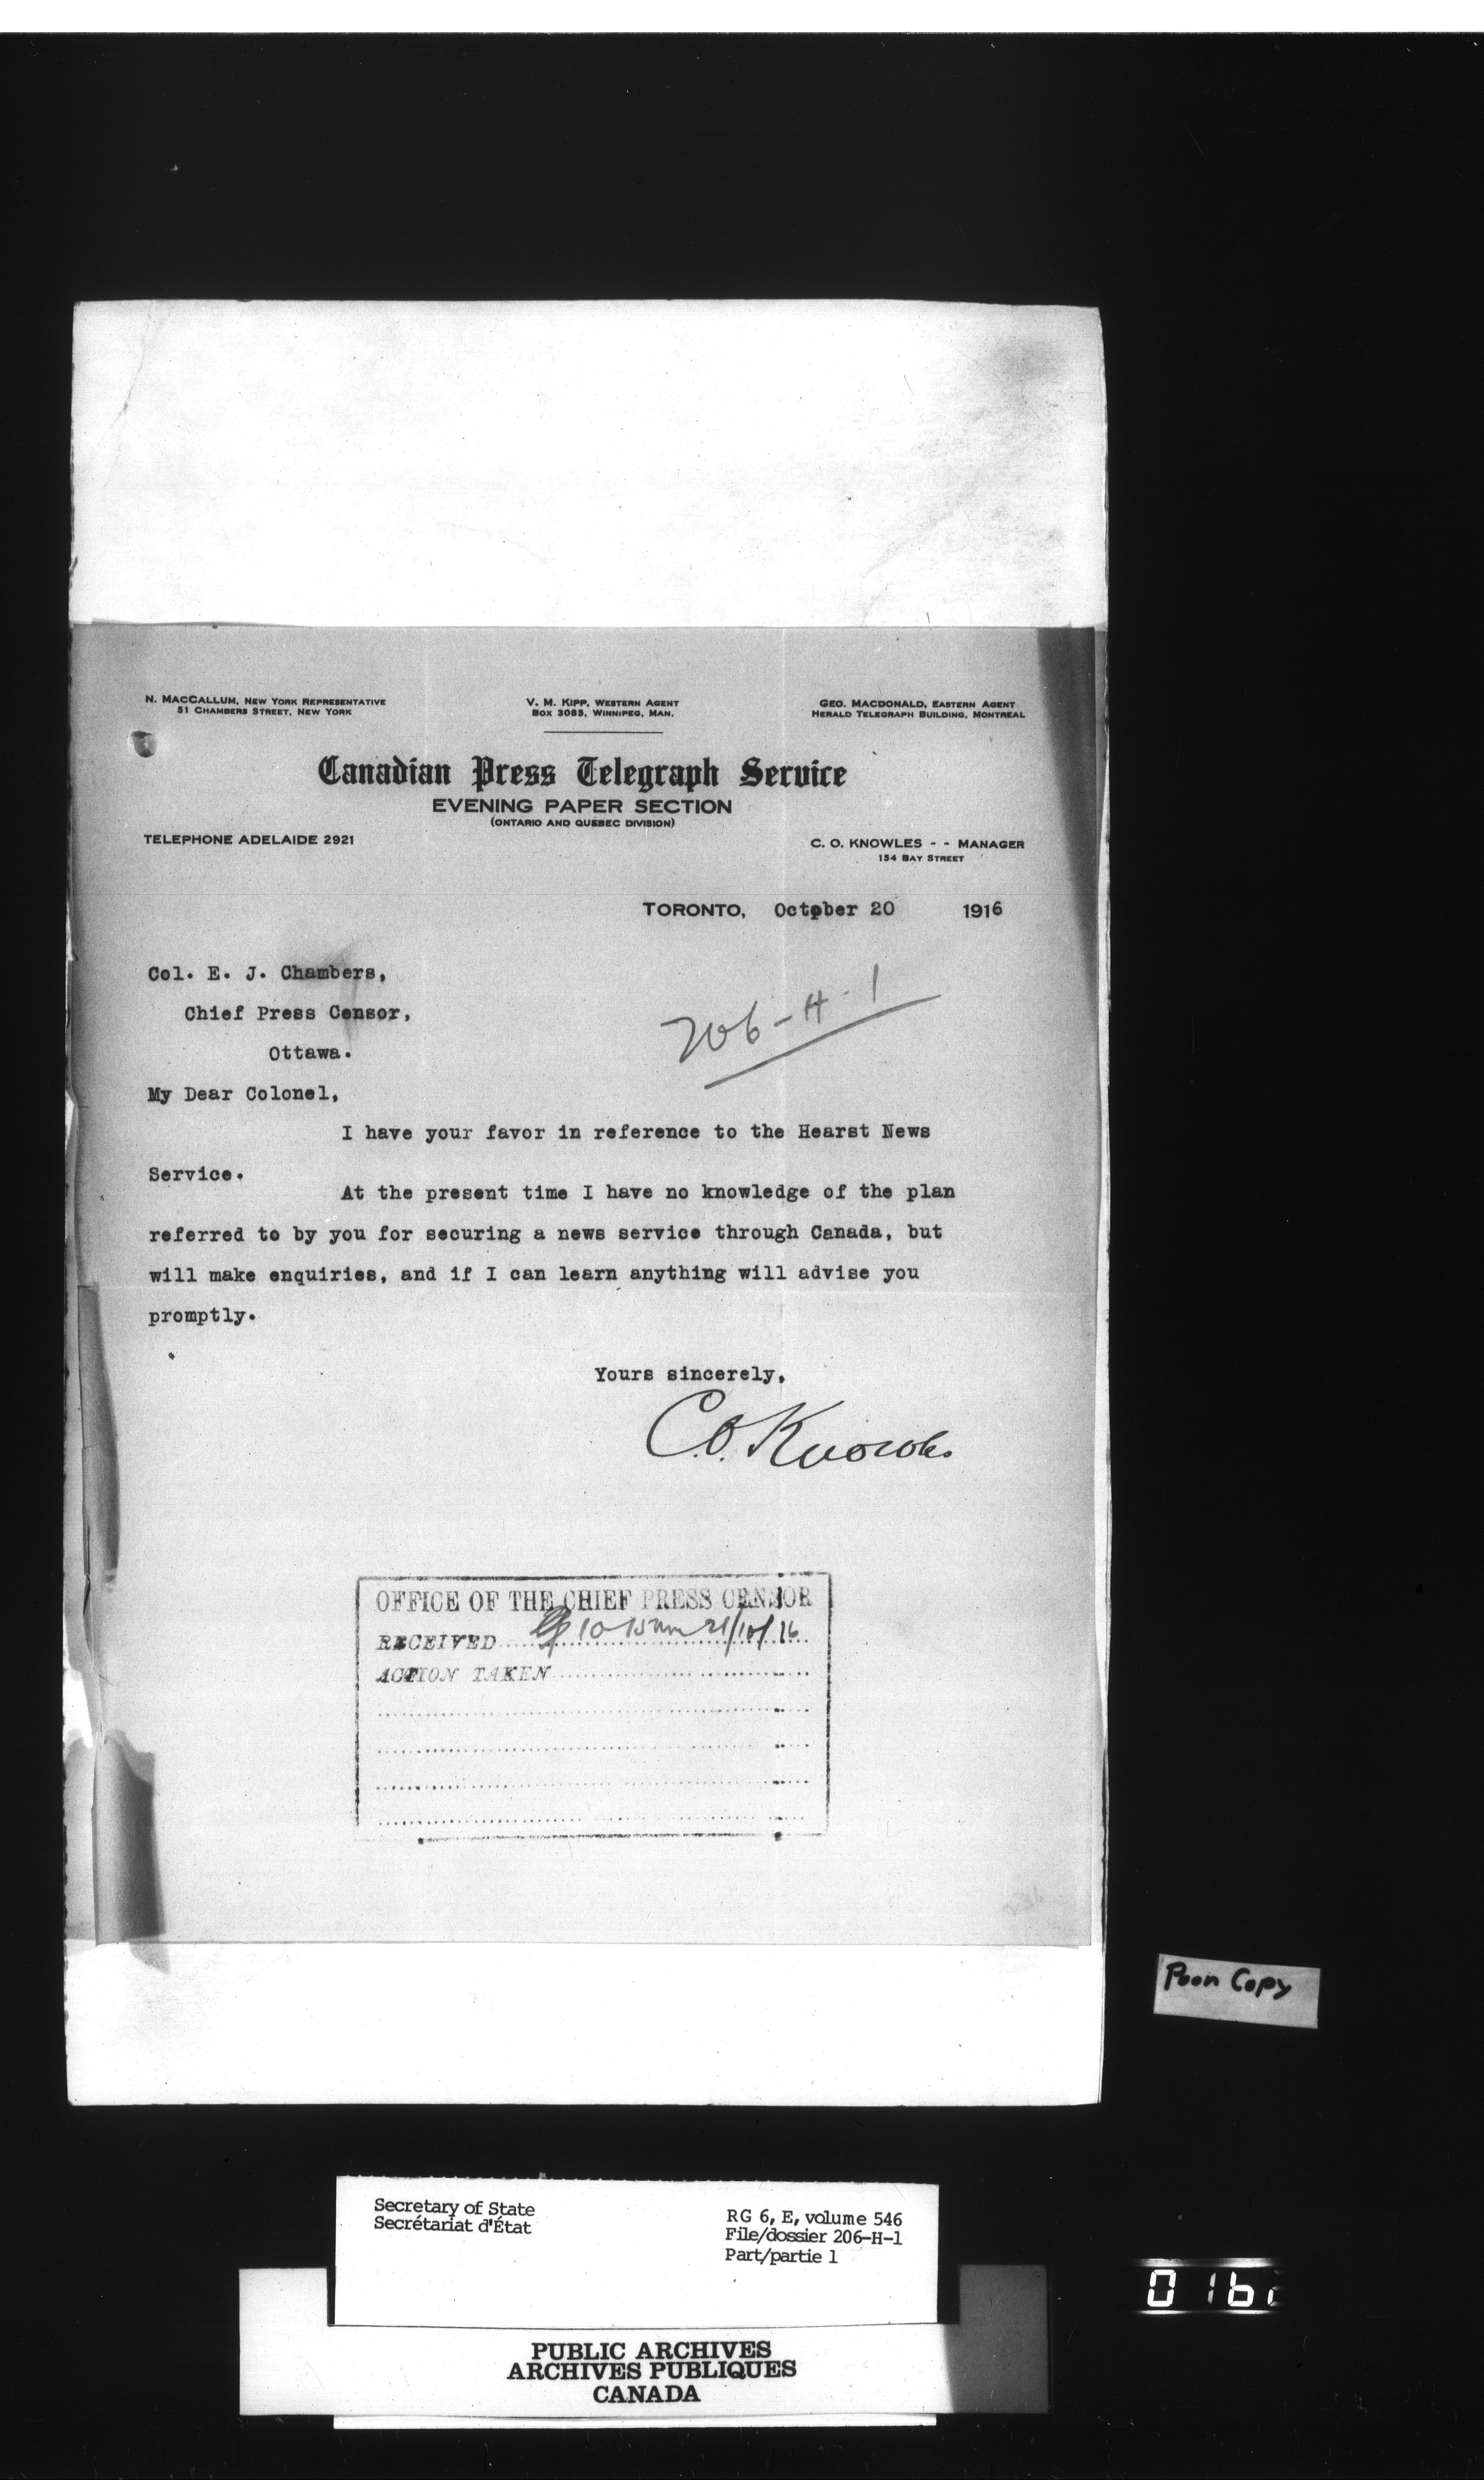 N. MACCALLUM, NEW YORK REPRESENTATIVE
51 CHAMBERS STREET, NEW YORK
V. M. KIPP, WESTERN AGENT
BOX 3085, WINNIPEG, MAN.
GEO. MACDONALD, EASTERN AGENT
HERALD TELEGRAPH BUILDING, MONTREAL
Canadian Press Telegraph Service
EVENING PAPER SECTION
(ONTARIO AND QUEBEC DIVISION)
TELEPHONE ADELAIDE 2921
C. O. KNOWLES - - MANAGER
154 BAY STREET
TORONTO, October 20 1916
Col. E. J. Chambers,
Chief Press Censor,
Ottawa.
206-H-1
My Dear Colonel,
I have your favor in reference to the Hearst News
Service.
At the present time I have no knowledge of the plan
referred to by you for securing a news service through Canada, but
will make enquiries, and if I can learn anything will advise you
promptly.
Yours sincerely,
C.O. Knowles
OFFICE OF THE CHIEF PRESS CENSOR
RECEIVED 10 15 am 21/10/16
ACTION TAKEN
Poor Copy
Secretary of State
Secrétariat d'État
RG 6, E, volume 546
File/dossier 206-H-1
Part/partie 1
PUBLIC ARCHIVES
ARCHIVES PUBLIQUES
CANADA